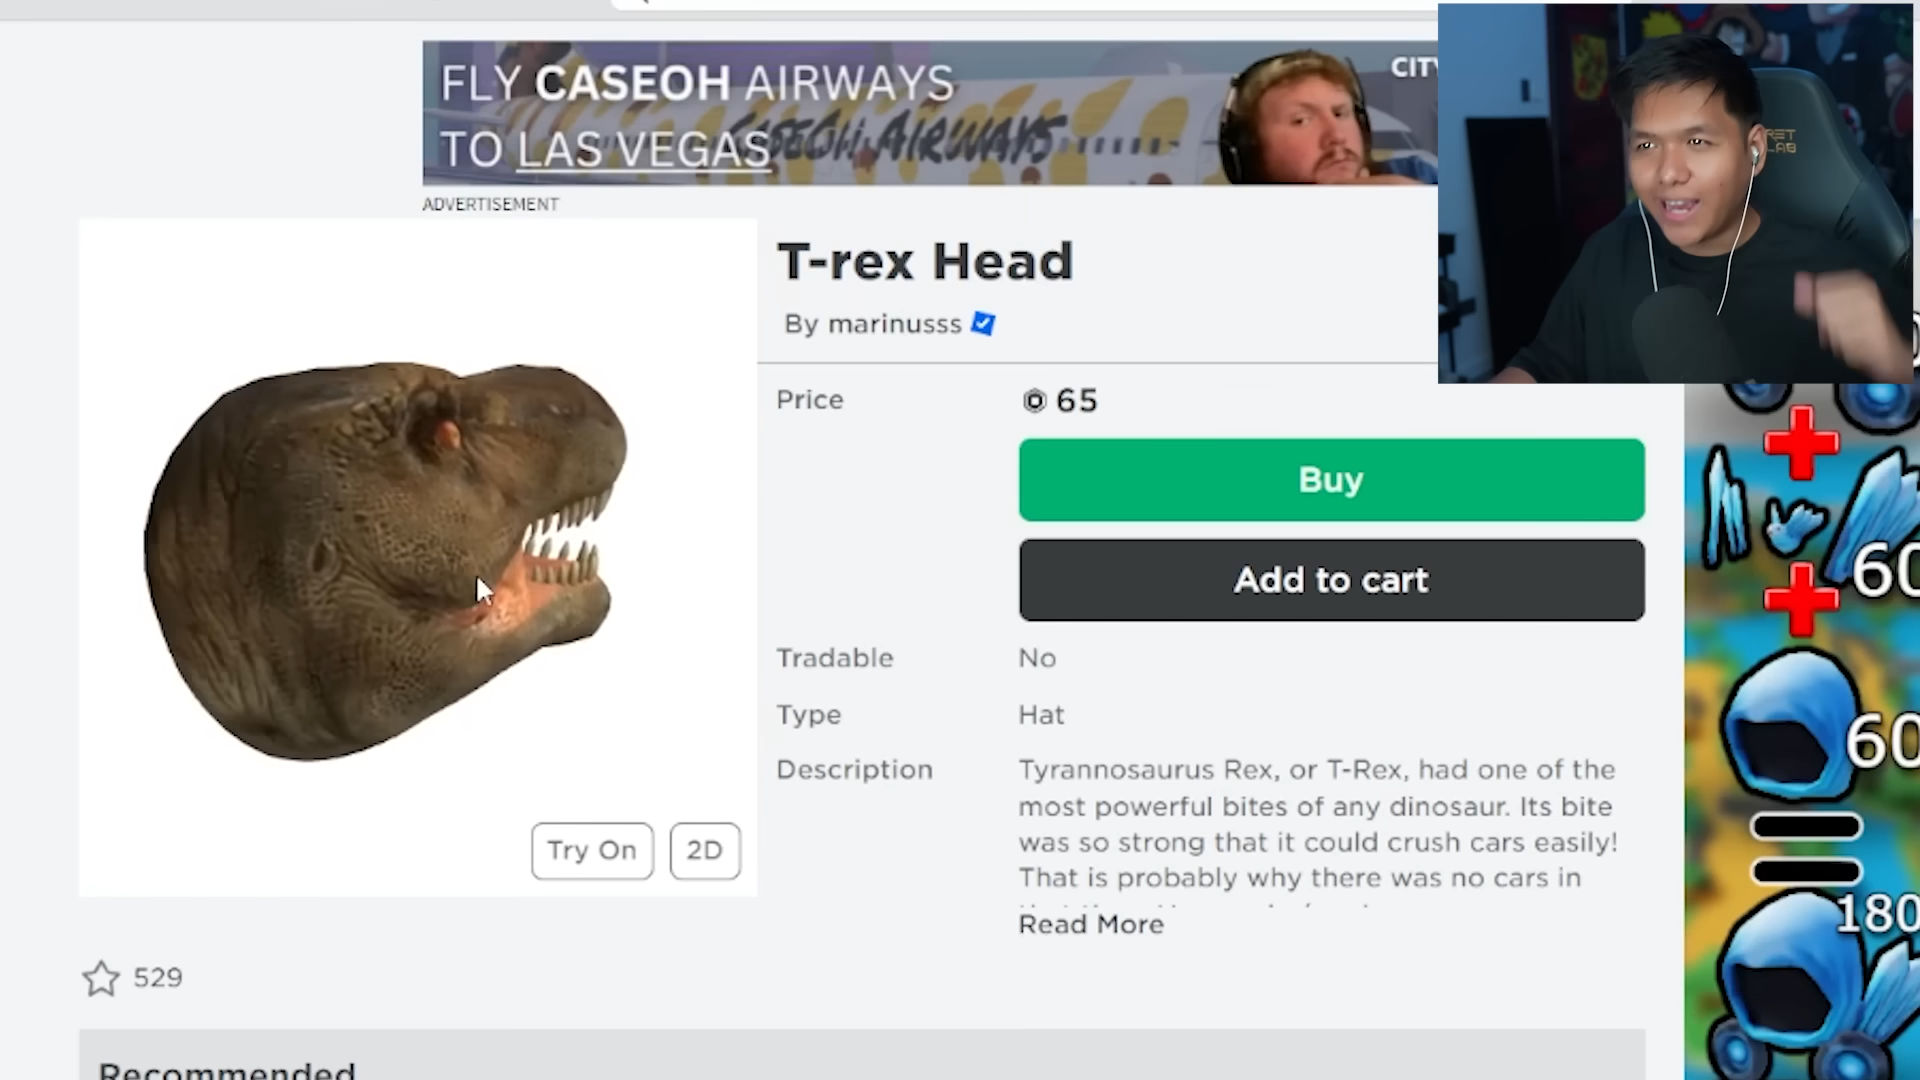 FLY CASEOH AIRWAYS
TO LAS VEGAS
CASEOH AIRWAYS
CITY
ADVERTISEMENT
T-rex Head
By marinusss
Price
65
Buy
Add to cart
Tradable
No
Type
Hat
Description
Tyrannosaurus Rex, or T-Rex, had one of the
most powerful bites of any dinosaur. Its bite
was so strong that it could crush cars easily!
That is probably why there was no cars in
Read More
Try On
2D
529
Recommended
60
60
180